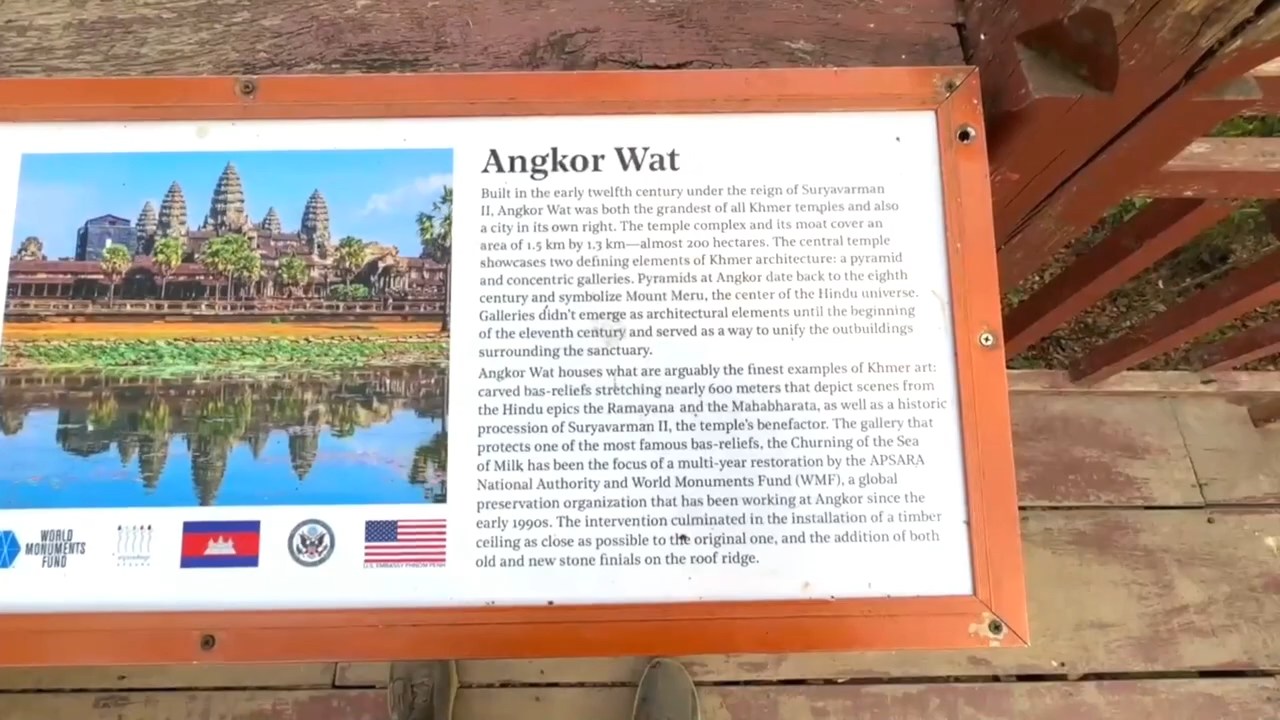 Angkor Wat
Built in the early twelfth century under the reign of Suryavarman
II, Angkor Wat was both the grandest of all Khmer temples and also
a city in its own right. The temple complex and its moat cover an
area of 1.5 km by 1.3 km—almost 200 hectares. The central temple
showcases two defining elements of Khmer architecture: a pyramid
and concentric galleries. Pyramids at Angkor date back to the eighth
century and symbolize Mount Meru, the center of the Hindu universe.
Galleries didn't emerge as architectural elements until the beginning
of the eleventh century and served as a way to unify the outbuildings
surrounding the sanctuary.
Angkor Wat houses what are arguably the finest examples of Khmer art:
carved bas-reliefs stretching nearly 600 meters that depict scenes from
the Hindu epics the Ramayana and the Mahabharata, as well as a historic
procession of Suryavarman II, the temple's benefactor. The gallery that
protects one of the most famous bas-reliefs, the Churning of the Sea
of Milk has been the focus of a multi-year restoration by the APSARA
National Authority and World Monuments Fund (WMF), a global
preservation organization that has been working at Angkor since the
early 1990s. The intervention culminated in the installation of a timber
ceiling as close as possible to the original one, and the addition of both
old and new stone finials on the roof ridge.
WORLD
MONUMENTS
FUND
U.S. EMBASSY PHNOM PENH